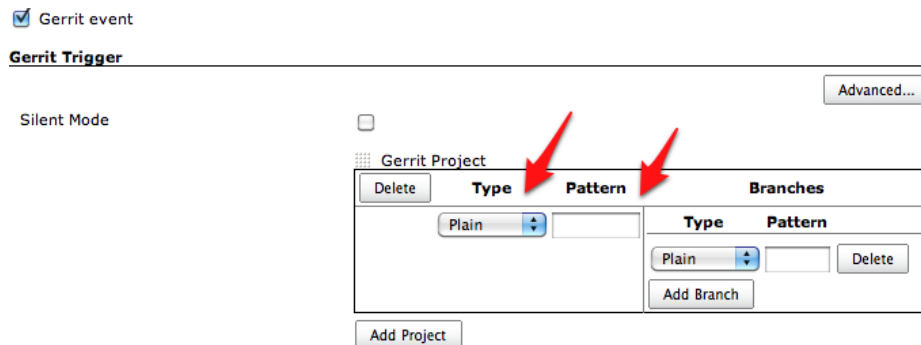 Gerrit event
Gerrit Trigger
Advanced...
Silent Mode
Gerrit Project
Delete Type Pattern Branches
Plain Type Pattern
Plain Delete
Add Branch
Add Project